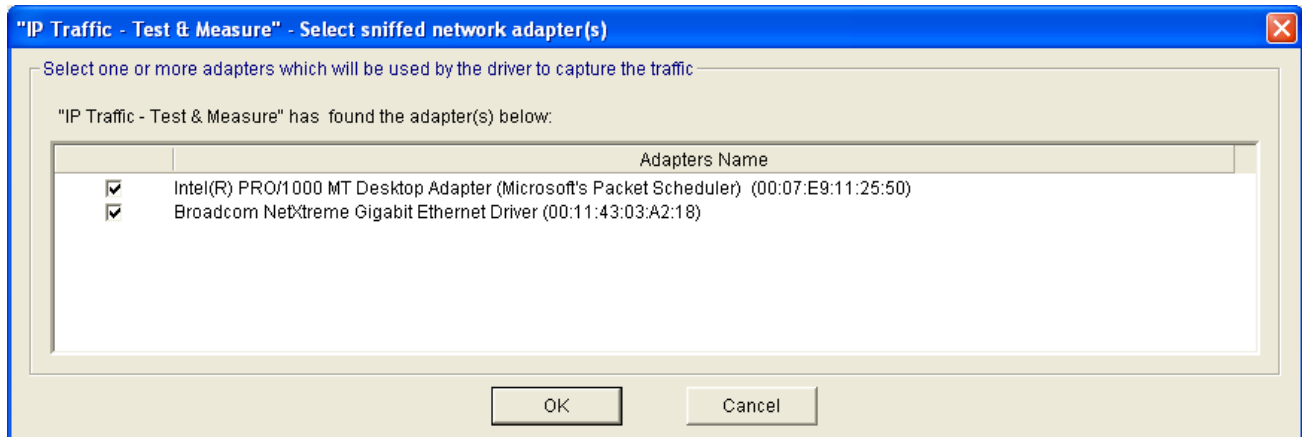 "IP Traffic - Test & Measure" - Select sniffed network adapter(s)
Select one or more adapters which will be used by the driver to capture the traffic
"IP Traffic - Test & Measure" has  found the adapter(s) below:
Adapters Name
Intel(R) PRO/1000 MT Desktop Adapter (Microsoft's Packet Scheduler)  (00:07:E9:11:25:50)
Broadcom NetXtreme Gigabit Ethernet Driver (00:11:43:03:A2:18)
OK Cancel